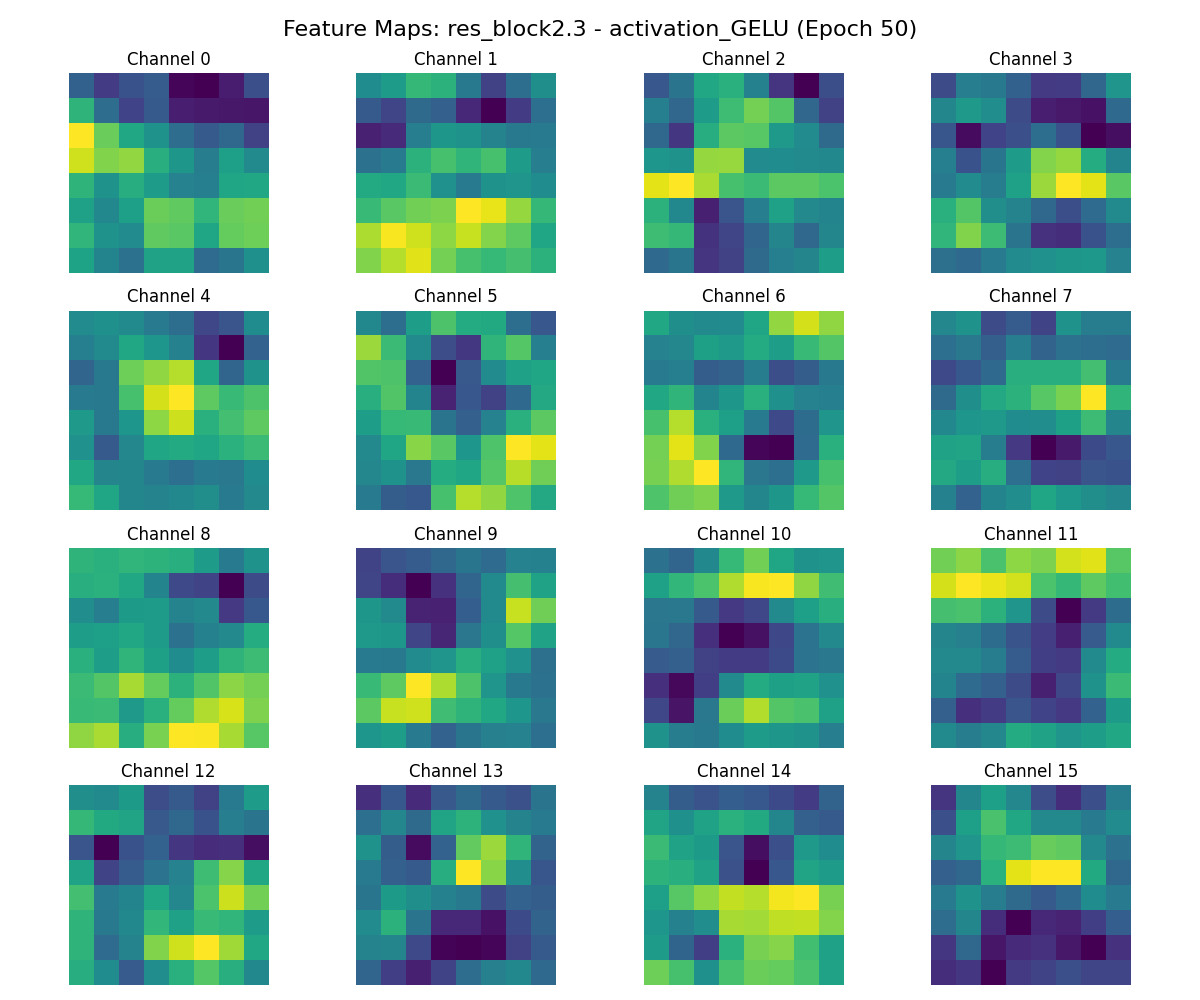 Feature Maps: res_block2.3 - activation_GELU (Epoch 50)
Channel 0
Channel 1
Channel 2
Channel 3
Channel 4
Channel 5
Channel 6
Channel 7
Channel 8
Channel 9
Channel 10
Channel 11
Channel 12
Channel 13
Channel 14
Channel 15